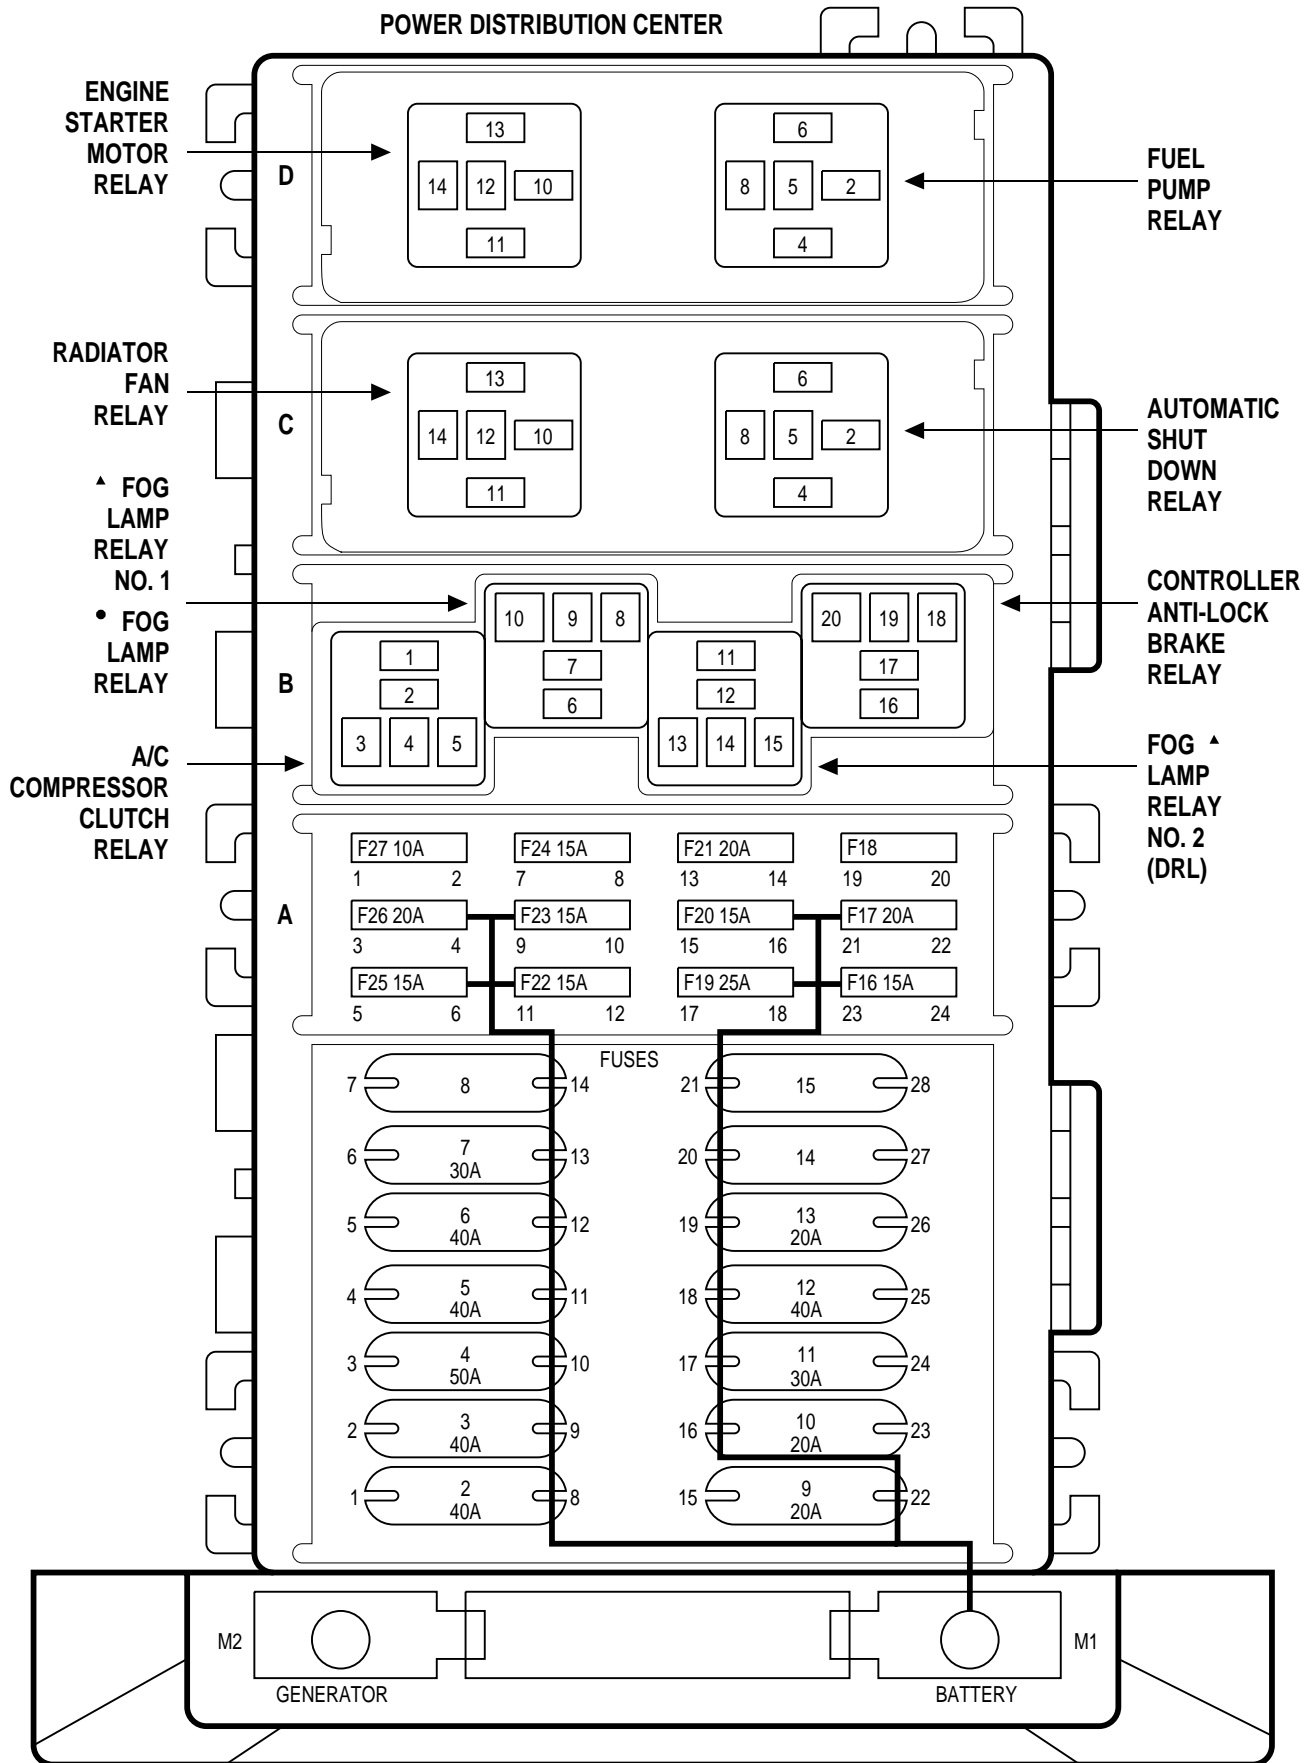 POWER DISTRIBUTION CENTER
ENGINE
STARTER
MOTOR
RELAY
D
13
14 12 10
11
6
8 5 2
4
FUEL
PUMP
RELAY
RADIATOR
FAN
RELAY
C
13
14 12 10
11
6
8 5 2
4
AUTOMATIC
SHUT
DOWN
RELAY
▲ FOG
LAMP
RELAY
NO. 1
● FOG
LAMP
RELAY
A/C
COMPRESSOR
CLUTCH
RELAY
B
1
2
3 4 5
10 9 8
7
6
11
12
13 14 15
20 19 18
17
16
CONTROLLER
ANTI-LOCK
BRAKE
RELAY
FOG ▲
LAMP
RELAY
NO. 2
(DRL)
A
F27 10A F24 15A F21 20A F18
1 2 7 8 13 14 19 20
F26 20A F23 15A F20 15A F17 20A
3 4 9 10 15 16 21 22
F25 15A F22 15A F19 25A F16 15A
5 6 11 12 17 18 23 24
FUSES
7 8 14 21 15 28
6 7 13 20 14 27
30A
5 6 12 19 13 26
40A 20A
4 5 11 18 12 25
40A 40A
3 4 10 17 11 24
50A 30A
2 3 9 16 10 23
40A 20A
1 2 8 15 9 22
40A 20A
M2 M1
GENERATOR BATTERY